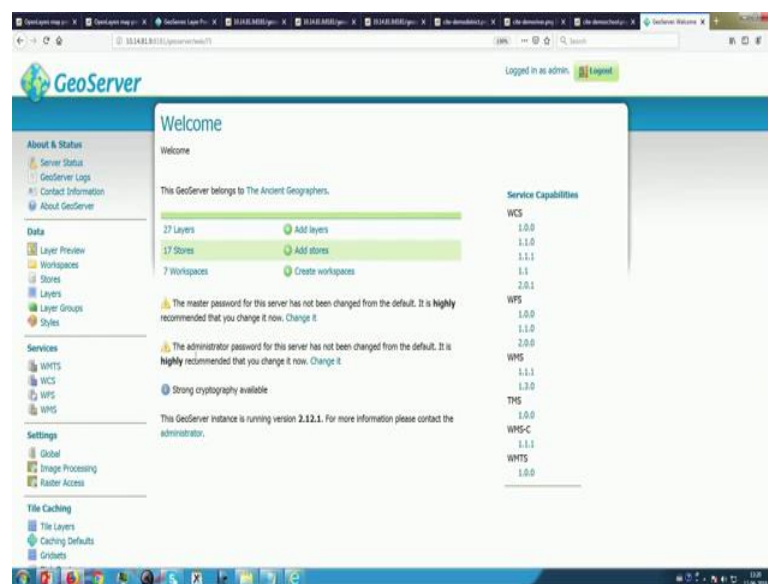 OpenLayers map
OpenLayers map
GeoServer Layer
GeoServer Welcome
Search
GeoServer
Logged in as admin.
Logout
About & Status
Server Status
GeoServer Logs
Contact Information
About GeoServer
Data
Layer Preview
Workspaces
Stores
Layers
Layer Groups
Styles
Services
WMTS
WCS
WFS
WMS
Settings
Global
Image Processing
Raster Access
Tile Caching
Tile Layers
Caching Defaults
Gridsets
Welcome
Welcome
This GeoServer belongs to The Ancient Geographers.
27 Layers Add layers
17 Stores Add stores
7 Workspaces Create workspaces
The master password for this server has not been changed from the default. It is highly
recommended that you change it now. Change it
The administrator password for this server has not been changed from the default. It is
highly recommended that you change it now. Change it
Strong cryptography available
This GeoServer instance is running version 2.12.1. For more information please contact the
administrator.
Service Capabilities
WCS
1.0.0
1.1.0
1.1.1
1.1
2.0.1
WFS
1.0.0
1.1.0
2.0.0
WMS
1.1.1
1.3.0
TMS
1.0.0
WMS-C
1.1.1
WMTS
1.0.0